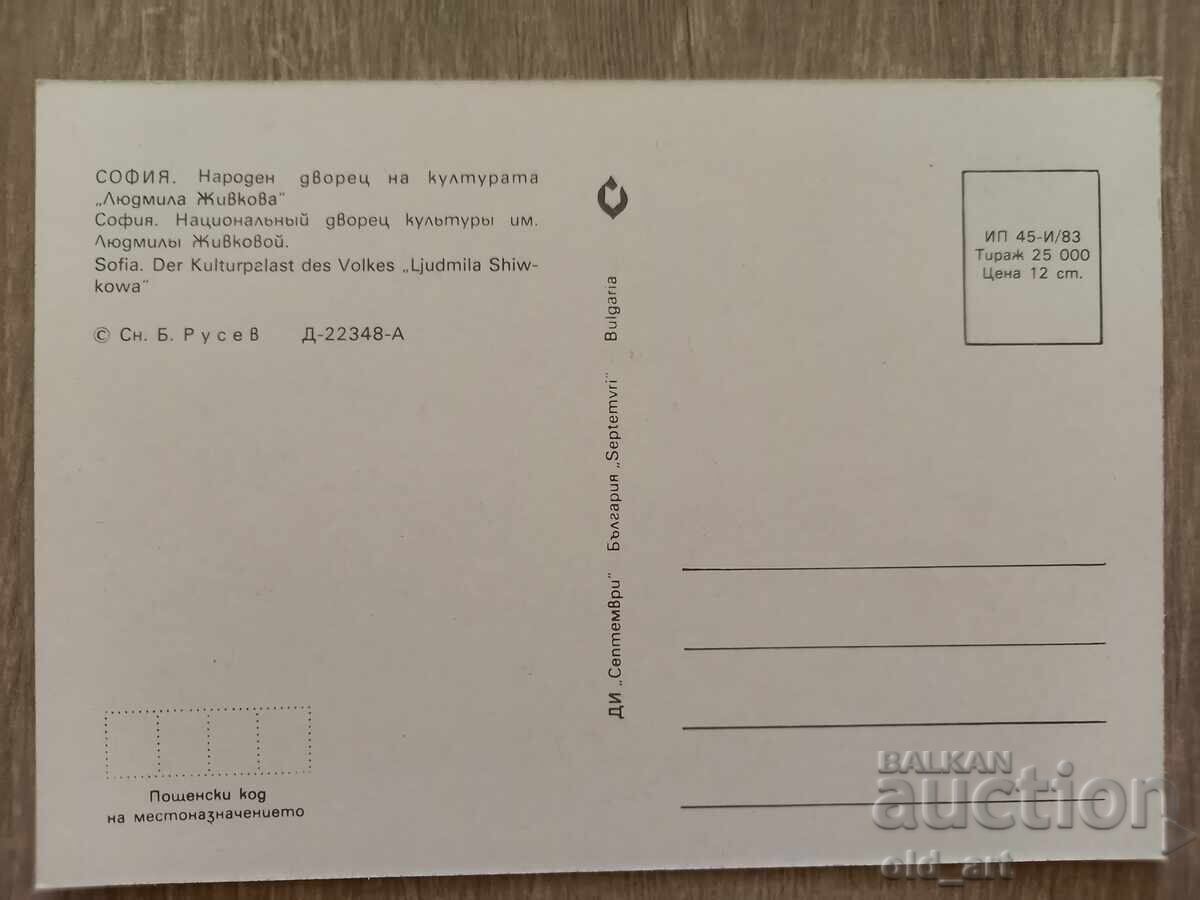 СОФИЯ. Народен дворец на културата
„Людмила Живкова"
София. Национальный дворец культуры им.
Людмилы Живковой.
Sofia. Der Kulturpalast des Volkes „Ljudmila Shiw-
kowa"
© Сн. Б. Русев Д-22348-А
ДИ „Септември" България „Septemvri" Bulgaria
ИП 45-И/83
Тираж 25 000
Цена 12 ст.
Пощенски код
на местоназначението
BALKAN
auction
old_art